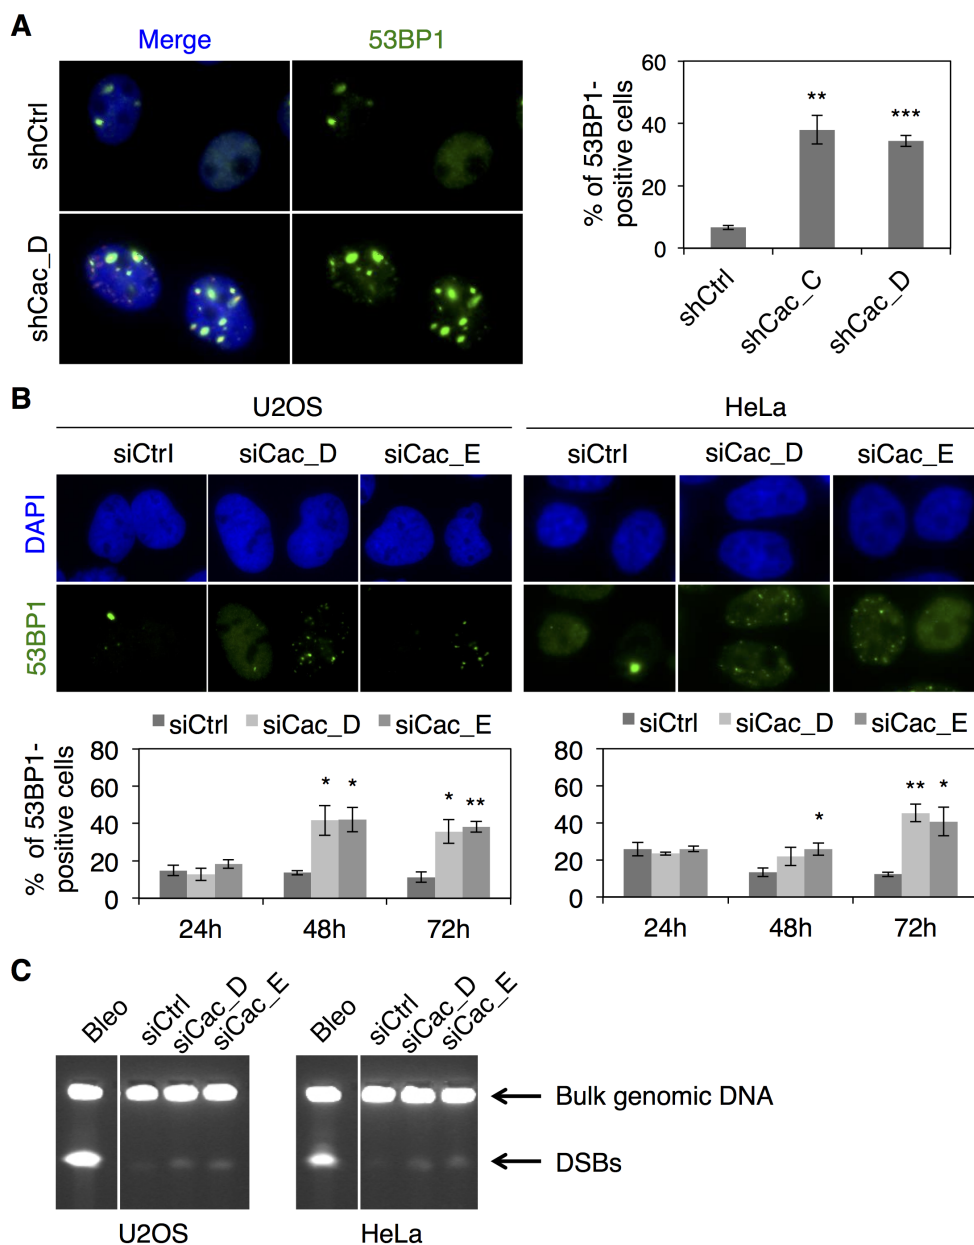 A
Merge 53BP1
shCtrl
shCac_D
% of 53BP1-
positive cells
60
40
20
0
** ***
shCtrl shCac_C shCac_D
B
U2OS HeLa
siCtrl siCac_D siCac_E siCtrl siCac_D siCac_E
DAPI
53BP1
siCtrl siCac_D siCac_E
% of 53BP1-
positive cells
80
60
40
20
0
* * * **
24h 48h 72h
siCtrl siCac_D siCac_E
80
60
40
20
0
* ** *
24h 48h 72h
C
Bleo siCtrl siCac_D siCac_E Bleo siCtrl siCac_D siCac_E
Bulk genomic DNA
DSBs
U2OS HeLa